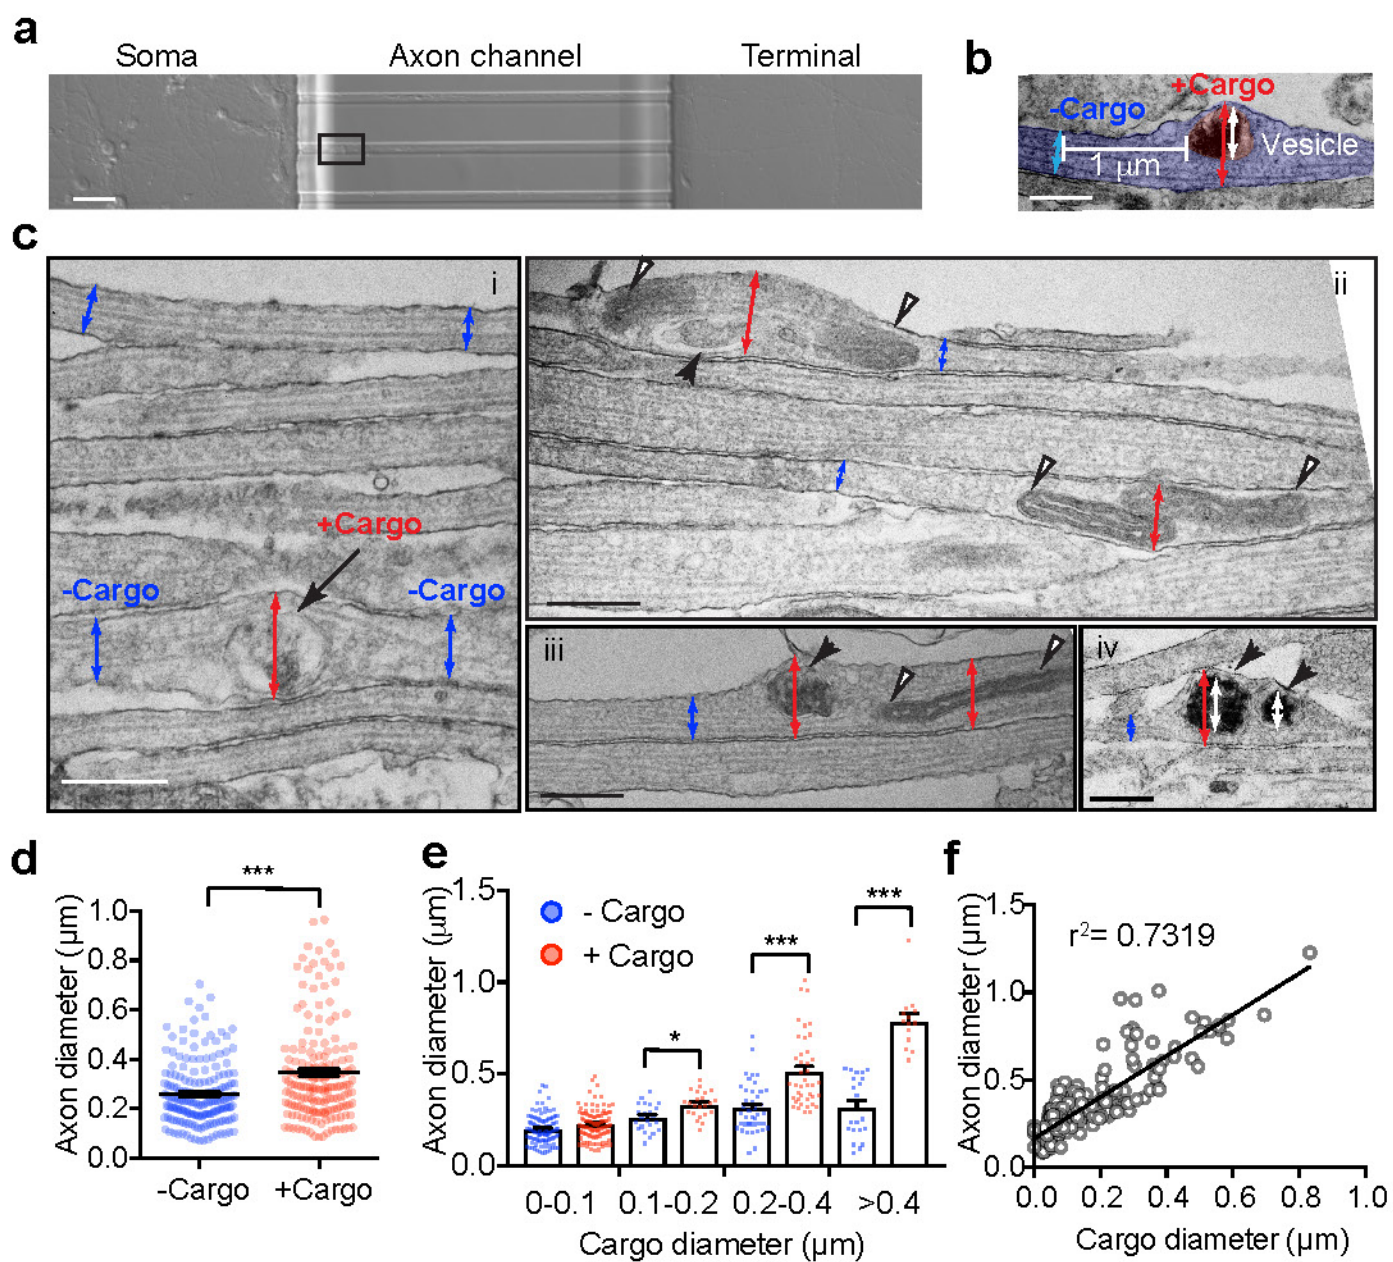 a
Soma Axon channel Terminal
b
+Cargo
-Cargo
Vesicle
1 µm
c
i
+Cargo
-Cargo -Cargo
ii
iii
iv
d
***
Axon diameter (µm)
1.0
0.8
0.6
0.4
0.2
0.0
-Cargo +Cargo
e
Axon diameter (µm)
1.5
1.0
0.5
0.0
- Cargo
+ Cargo
*
***
***
0-0.1 0.1-0.2 0.2-0.4 >0.4
Cargo diameter (µm)
f
Axon diameter (µm)
1.5
1.0
0.5
0.0
r²= 0.7319
0.0 0.2 0.4 0.6 0.8 1.0
Cargo diameter (µm)